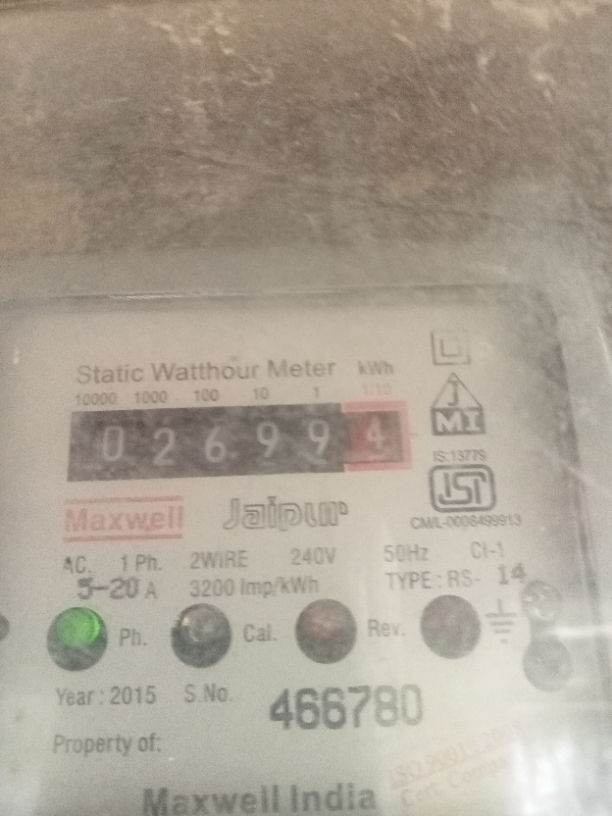 Static Watthour Meter kWh
10000 1000 100 10 1 1/10
0 2 6 9 9 4
J
MI
IS:13779
ISI
Maxwell Jaipur
CM/L-0008499913
AC. 1 Ph. 2WIRE 240V 50Hz Cl-1
5-20 A 3200 Imp/kWh TYPE : RS- 14
Ph. Cal. Rev.
Year : 2015 S.No. 466780
Property of:
ISO 9001 :
Maxwell India